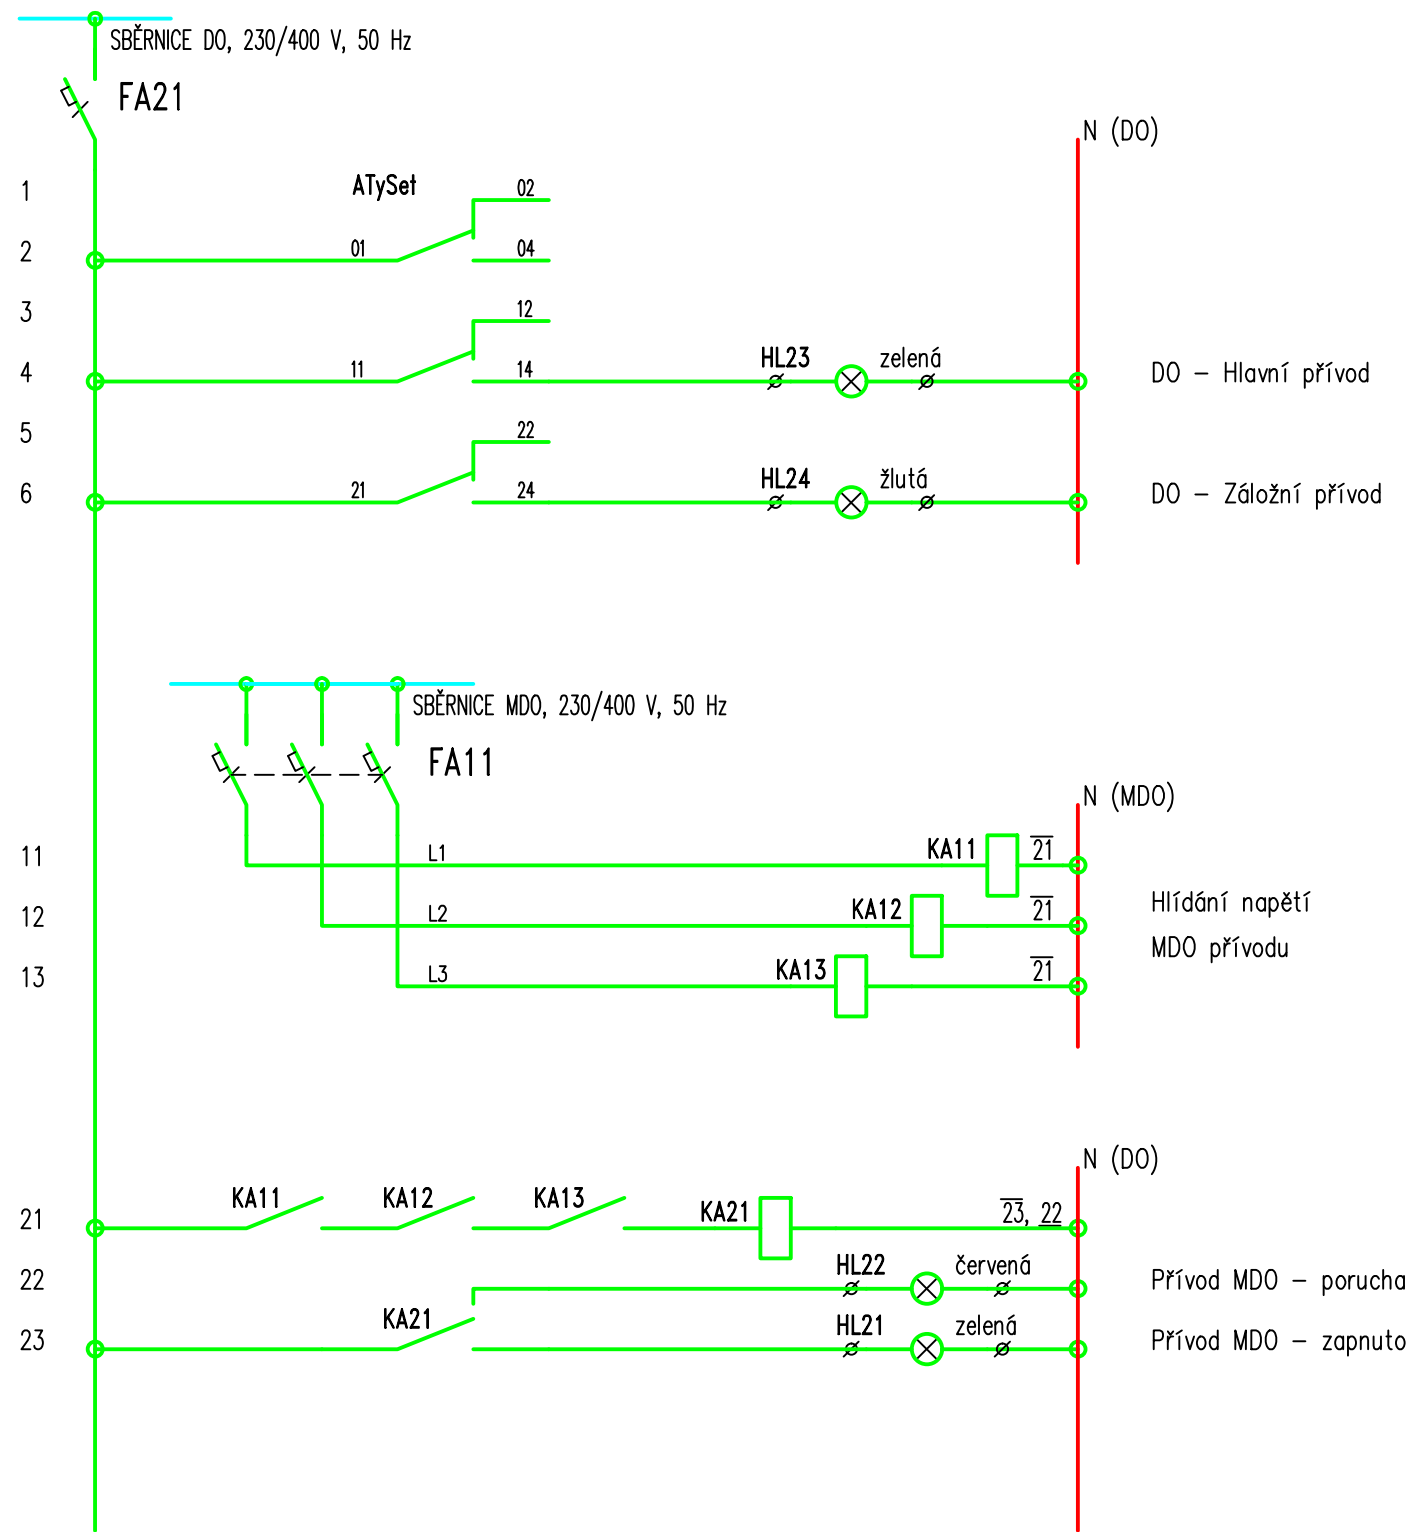 SBĚRNICE DO, 230/400 V, 50 Hz
FA21
N (DO)
1 ATySet 02
2 01 04
3 12
4 11 14 HL23 zelená DO – Hlavní přívod
5 22
6 21 24 HL24 žlutá DO – Záložní přívod
SBĚRNICE MDO, 230/400 V, 50 Hz
FA11
N (MDO)
11 L1 KA11 21
12 L2 KA12 21
Hlídání napětí
MDO přívodu
13 L3 KA13 21
N (DO)
21 KA11 KA12 KA13 KA21 23, 22
22 HL22 červená Přívod MDO – porucha
23 KA21 HL21 zelená Přívod MDO – zapnuto